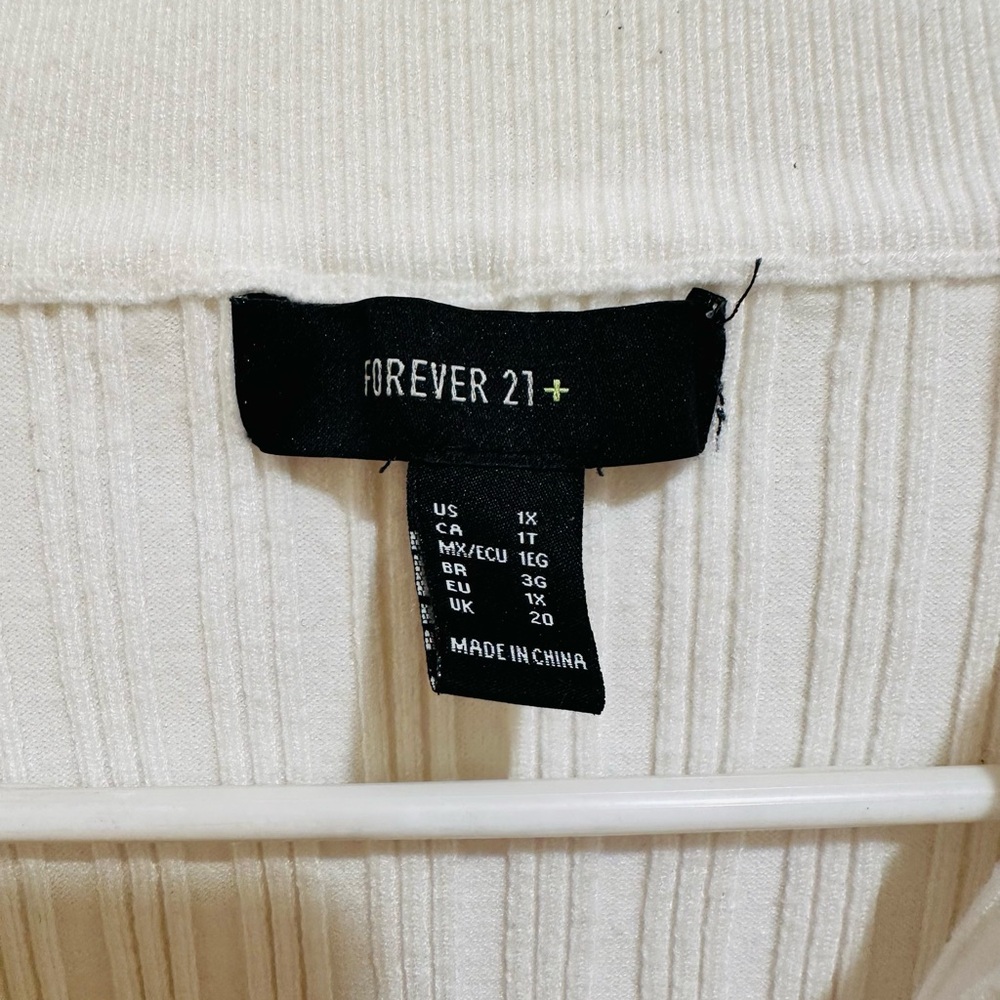 FOREVER 21+
US 1X
CA 1T
MX/ECU 1EG
BR 3G
EU 1X
UK 20
MADE IN CHINA